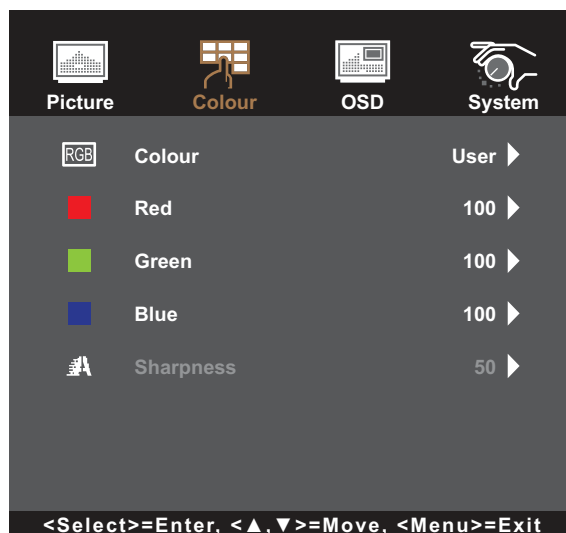 Picture Colour OSD System
RGB Colour User
Red 100
Green 100
Blue 100
Sharpness 50
<Select>=Enter, <▲,▼>=Move, <Menu>=Exit